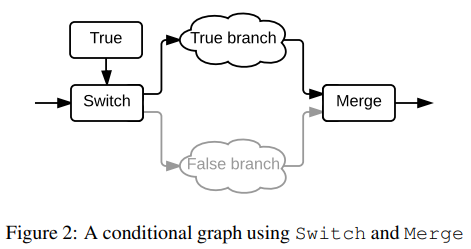 True
True branch
Switch
Merge
False branch
Figure 2: A conditional graph using Switch and Merge